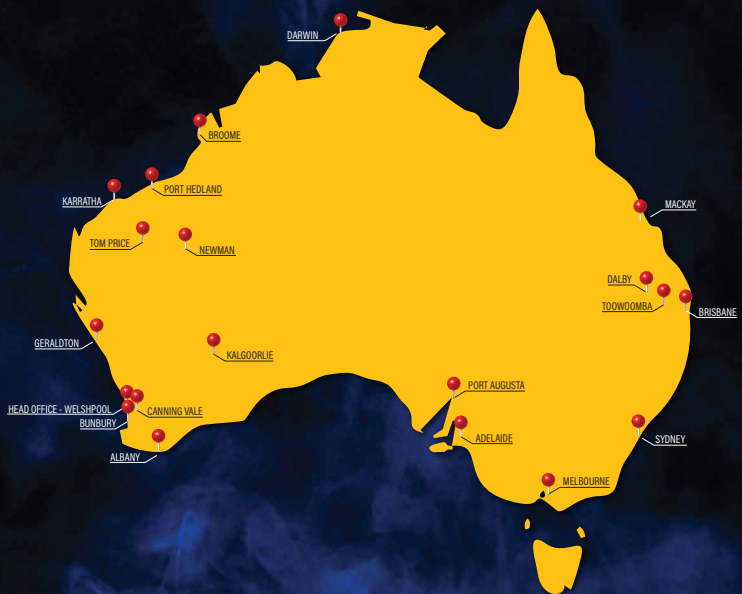 DARWIN
BROOME
PORT HEDLAND
KARRATHA
MACKAY
TOM PRICE
NEWMAN
DALBY
TOOWOOMBA
BRISBANE
GERALDTON
KALGOORLIE
PORT AUGUSTA
HEAD OFFICE - WELSHPOOL
CANNING VALE
BUNBURY
ADELAIDE
SYDNEY
ALBANY
MELBOURNE